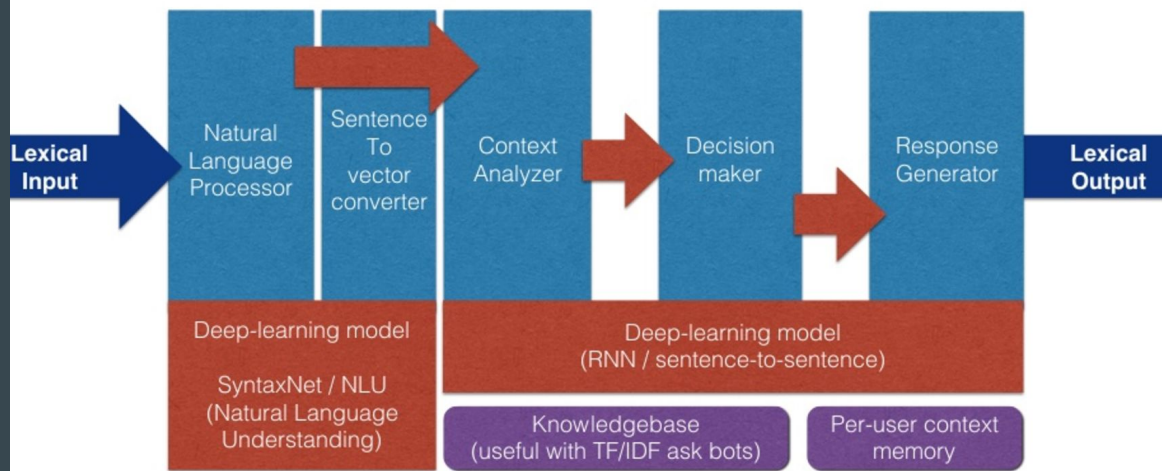 Lexical
Input
Natural
Language
Processor
Sentence
To
vector
converter
Context
Analyzer
Decision
maker
Response
Generator
Lexical
Output
Deep-learning model
SyntaxNet / NLU
(Natural Language
Understanding)
Deep-learning model
(RNN / sentence-to-sentence)
Knowledgebase
(useful with TF/IDF ask bots)
Per-user context
memory